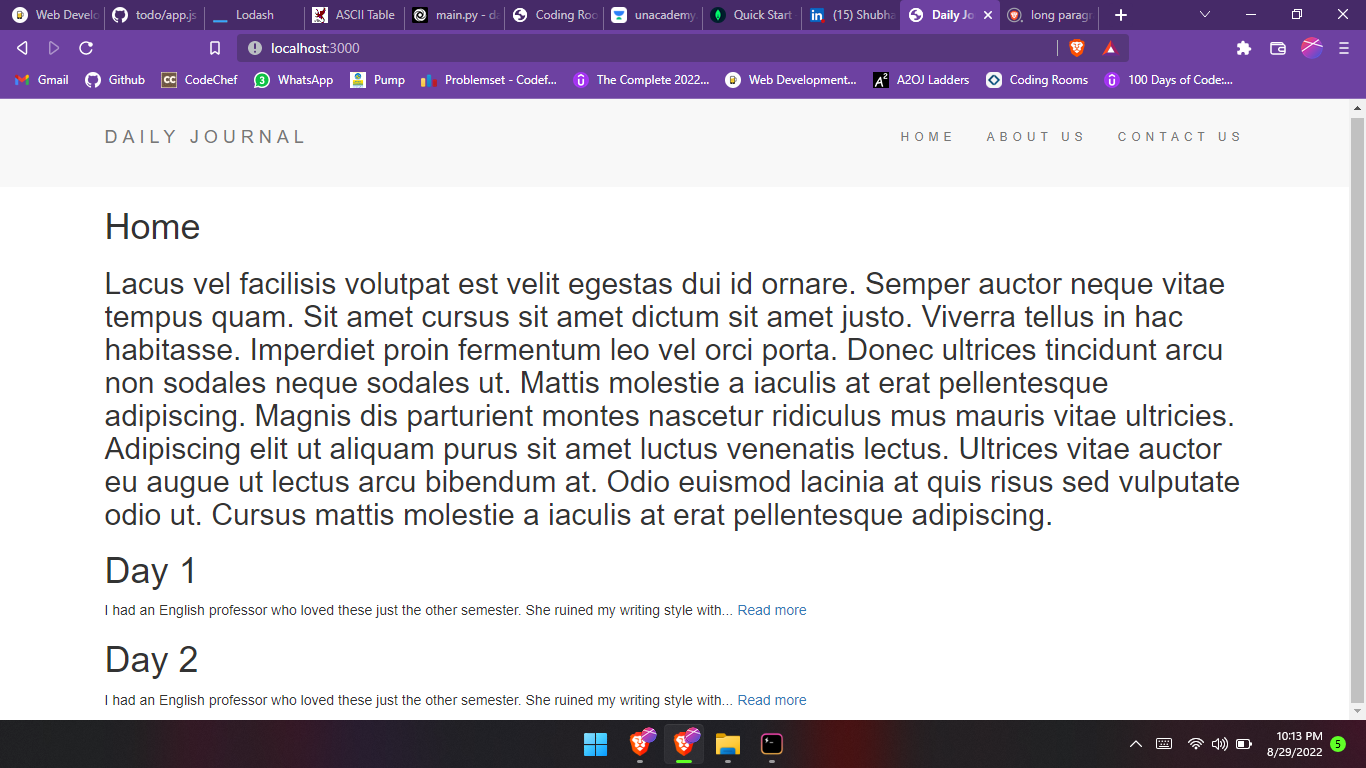 Web Develo
todo/app.js
Lodash
ASCII Table
main.py - da
Coding Roo
unacademy.
Quick Start
(15) Shubha
Daily Jo
long paragr
localhost:3000
Gmail
Github
CodeChef
WhatsApp
Pump
Problemset - Codef...
The Complete 2022...
Web Development...
A2OJ Ladders
Coding Rooms
100 Days of Code:...
DAILY JOURNAL
HOME
ABOUT US
CONTACT US
Home
Lacus vel facilisis volutpat est velit egestas dui id ornare. Semper auctor neque vitae
tempus quam. Sit amet cursus sit amet dictum sit amet justo. Viverra tellus in hac
habitasse. Imperdiet proin fermentum leo vel orci porta. Donec ultrices tincidunt arcu
non sodales neque sodales ut. Mattis molestie a iaculis at erat pellentesque
adipiscing. Magnis dis parturient montes nascetur ridiculus mus mauris vitae ultricies.
Adipiscing elit ut aliquam purus sit amet luctus venenatis lectus. Ultrices vitae auctor
eu augue ut lectus arcu bibendum at. Odio euismod lacinia at quis risus sed vulputate
odio ut. Cursus mattis molestie a iaculis at erat pellentesque adipiscing.
Day 1
I had an English professor who loved these just the other semester. She ruined my writing style with... Read more
Day 2
I had an English professor who loved these just the other semester. She ruined my writing style with... Read more
10:13 PM
8/29/2022
5